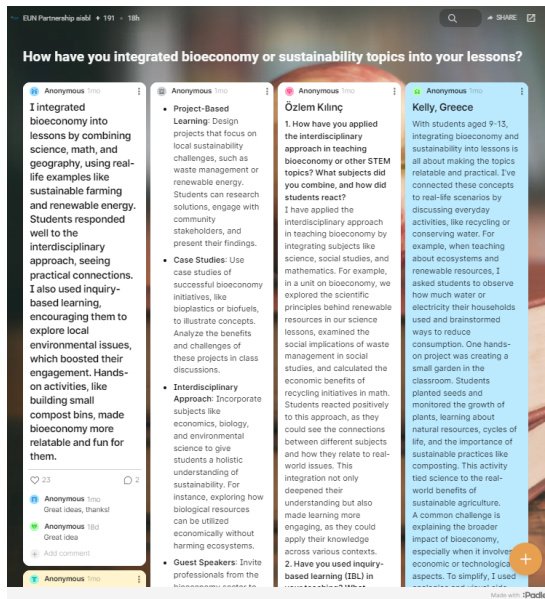 EUN Partnership aiabl + 191 • 18h
SHARE
How have you integrated bioeconomy or sustainability topics into your lessons?
Anonymous 1mo
I integrated
bioeconomy into
lessons by combining
science, math, and
geography, using real-
life examples like
sustainable farming
and renewable energy.
Students responded
well to the
interdisciplinary
approach, seeing
practical connections.
I also used inquiry-
based learning,
encouraging them to
explore local
environmental issues,
which boosted their
engagement. Hands-
on activities, like
building small
compost bins, made
bioeconomy more
relatable and fun for
them.
23
2
Anonymous 1mo
Great ideas, thanks!
Anonymous 18d
Great idea
Add comment
Anonymous 1mo
Anonymous 1mo
• Project-Based
Learning: Design
projects that focus on
local sustainability
challenges, such as
waste management or
renewable energy.
Students can research
solutions, engage with
community
stakeholders, and
present their findings.
• Case Studies: Use
case studies of
successful bioeconomy
initiatives, like
bioplastics or biofuels,
to illustrate concepts.
Analyze the benefits
and challenges of
these projects in class
discussions.
• Interdisciplinary
Approach: Incorporate
subjects like
economics, biology,
and environmental
science to give
students a holistic
understanding of
sustainability. For
instance, exploring how
biological resources
can be utilized
economically without
harming ecosystems.
• Guest Speakers: Invite
professionals from the
bioeconomy sector to
Anonymous 1mo
Özlem Kılınç
1. How have you applied
the interdisciplinary
approach in teaching
bioeconomy or other STEM
topics? What subjects did
you combine, and how did
students react?
I have applied the
interdisciplinary approach
in teaching bioeconomy by
integrating subjects like
science, social studies, and
mathematics. For example,
in a unit on bioeconomy, we
explored the scientific
principles behind renewable
resources in our science
lessons, examined the
social implications of waste
management in social
studies, and calculated the
economic benefits of
recycling initiatives in math.
Students reacted positively
to this approach, as they
could see the connections
between different subjects
and how they relate to real-
world issues. This
integration not only
deepened their
understanding but also
made learning more
engaging, as they could
apply their knowledge
across various contexts.
2. Have you used inquiry-
based learning (IBL) in
Anonymous 1mo
Kelly, Greece
With students aged 9-13,
integrating bioeconomy and
sustainability into lessons is
all about making the topics
relatable and practical. I've
connected these concepts
to real-life scenarios by
discussing everyday
activities, like recycling or
conserving water. For
example, when teaching
about ecosystems and
renewable resources, I
asked students to observe
how much water or
electricity their households
used and brainstormed
ways to reduce
consumption. One hands-
on project was creating a
small garden in the
classroom. Students
planted seeds and
monitored the growth of
plants, learning about
natural resources, cycles of
life, and the importance of
sustainable practices like
composting. This activity
tied science to the real-
world benefits of
sustainable agriculture.
A common challenge is
explaining the broader
impact of bioeconomy,
especially when it involves
economic or technological
aspects. To simplify, I used
Made with :Padle